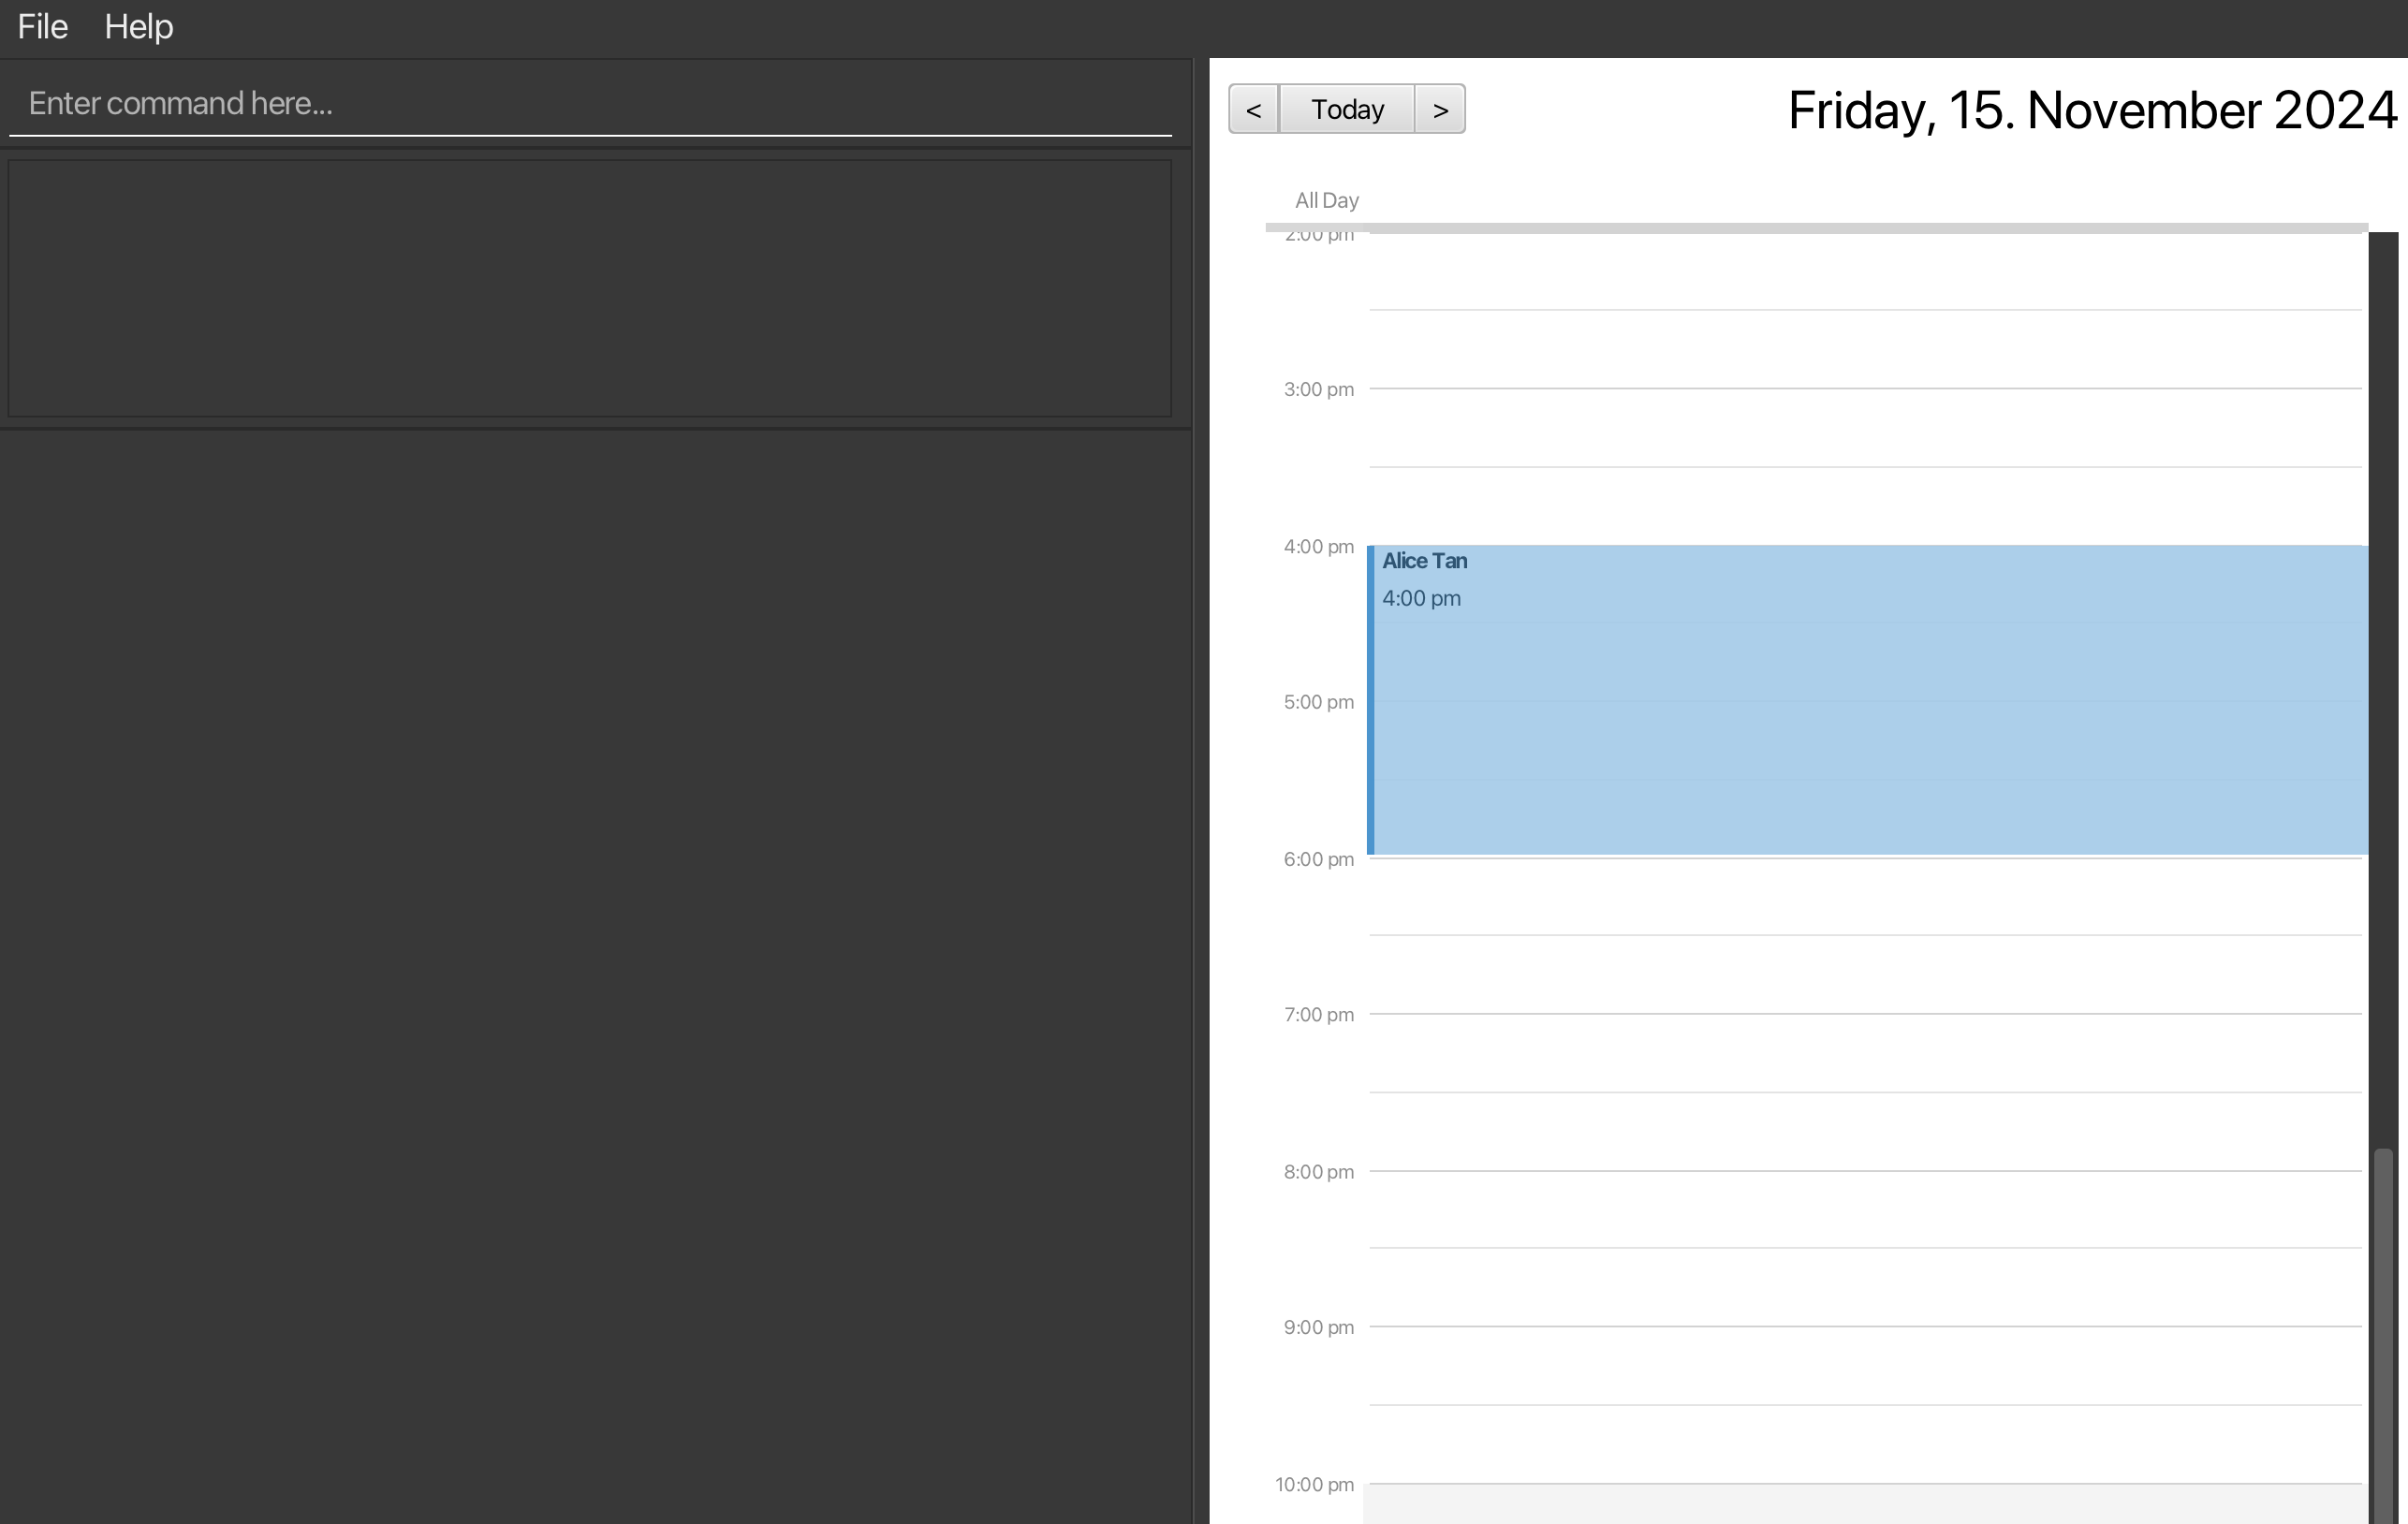 File Help
Enter command here...
< Today >
Friday, 15. November 2024
All Day
2:00 pm
3:00 pm
4:00 pm
Alice Tan
4:00 pm
5:00 pm
6:00 pm
7:00 pm
8:00 pm
9:00 pm
10:00 pm